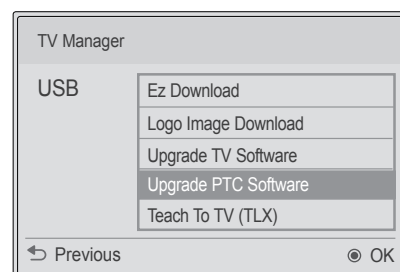 TV Manager
USB
Ez Download
Logo Image Download
Upgrade TV Software
Upgrade PTC Software
Teach To TV (TLX)
Previous
OK